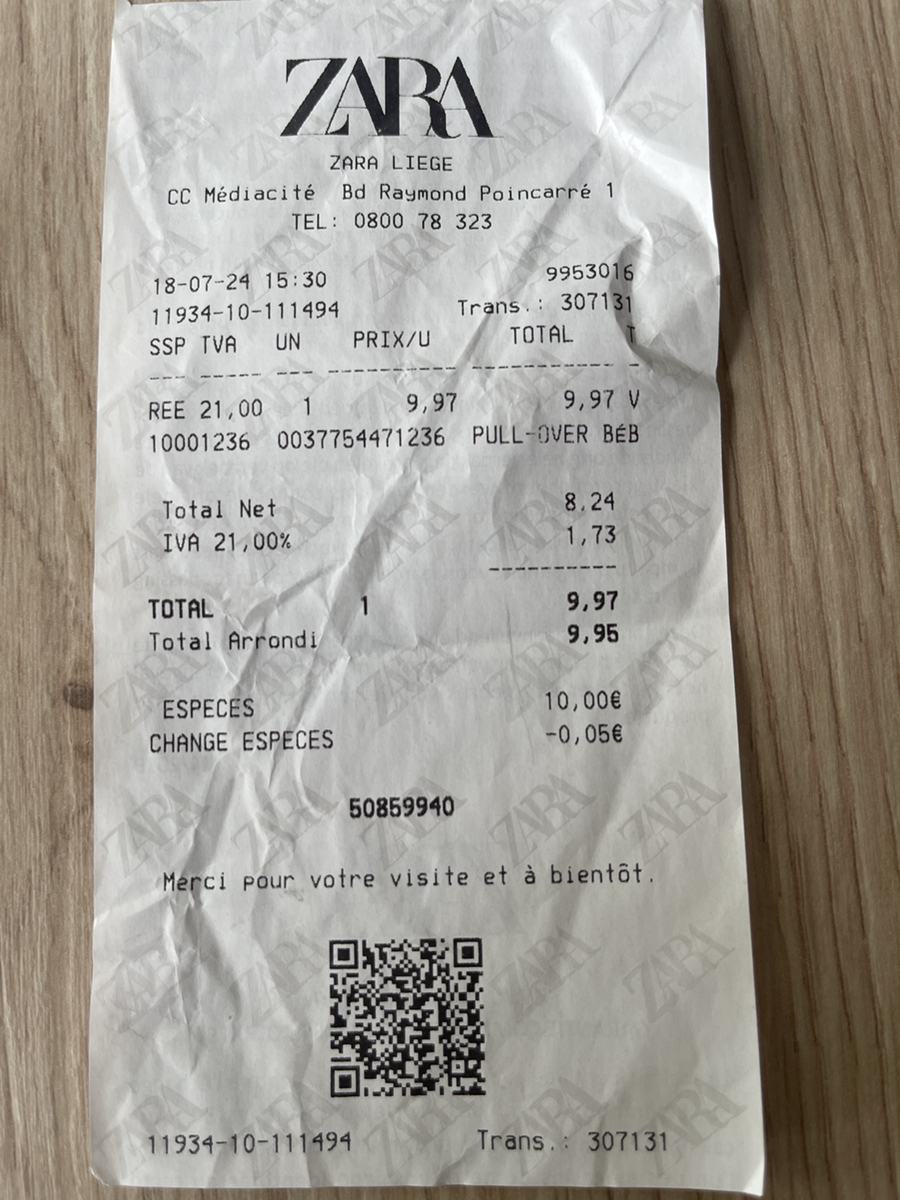 ZARA
ZARA LIEGE
CC Médiacité Bd Raymond Poincarré 1
TEL: 0800 78 323
18-07-24 15:30 9953016
11934-10-111494 Trans.: 307131
SSP TVA UN PRIX/U TOTAL T
--- ----- --- ---------- ------------- -
REE 21,00 1 9,97 9,97 V
10001236 0037754471236 PULL-OVER BÉB
Total Net 8,24
IVA 21,00% 1,73
----------
TOTAL 1 9,97
Total Arrondi 9,95
ESPECES 10,00€
CHANGE ESPECES -0,05€
50859940
Merci pour votre visite et à bientôt.
11934-10-111494 Trans.: 307131